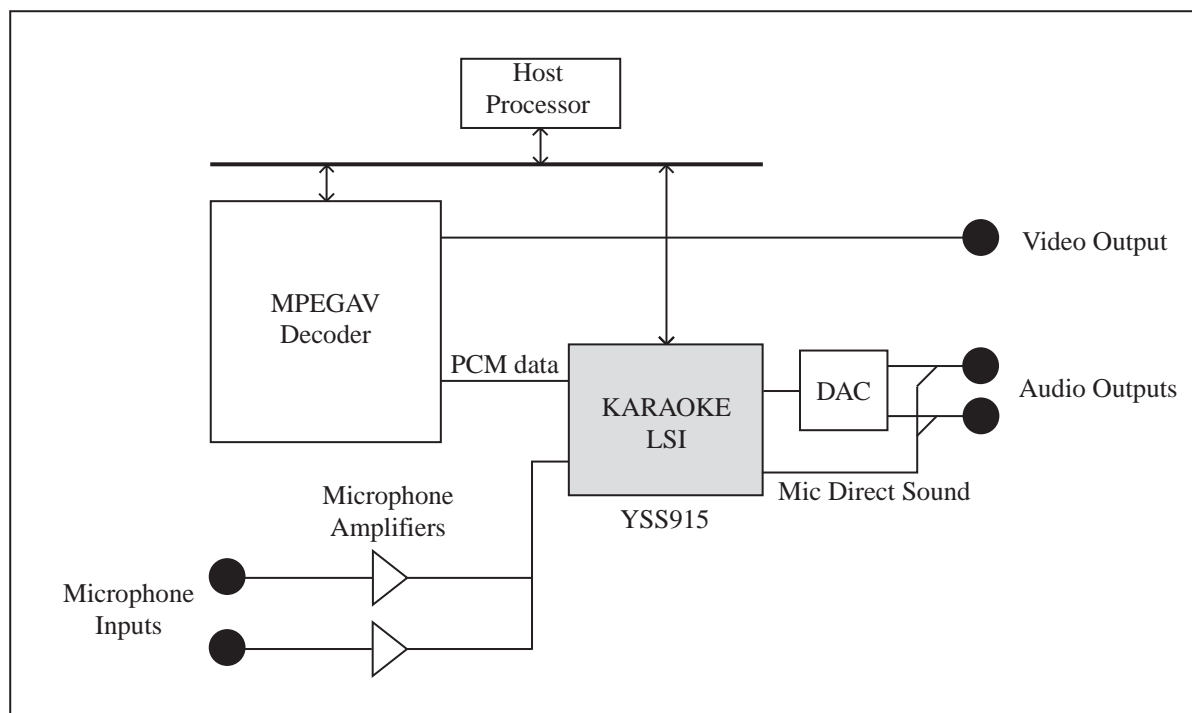 Host
Processor
Video Output
MPEGAV
Decoder
PCM data
KARAOKE
LSI
DAC
Audio Outputs
Mic Direct Sound
YSS915
Microphone
Amplifiers
Microphone
Inputs